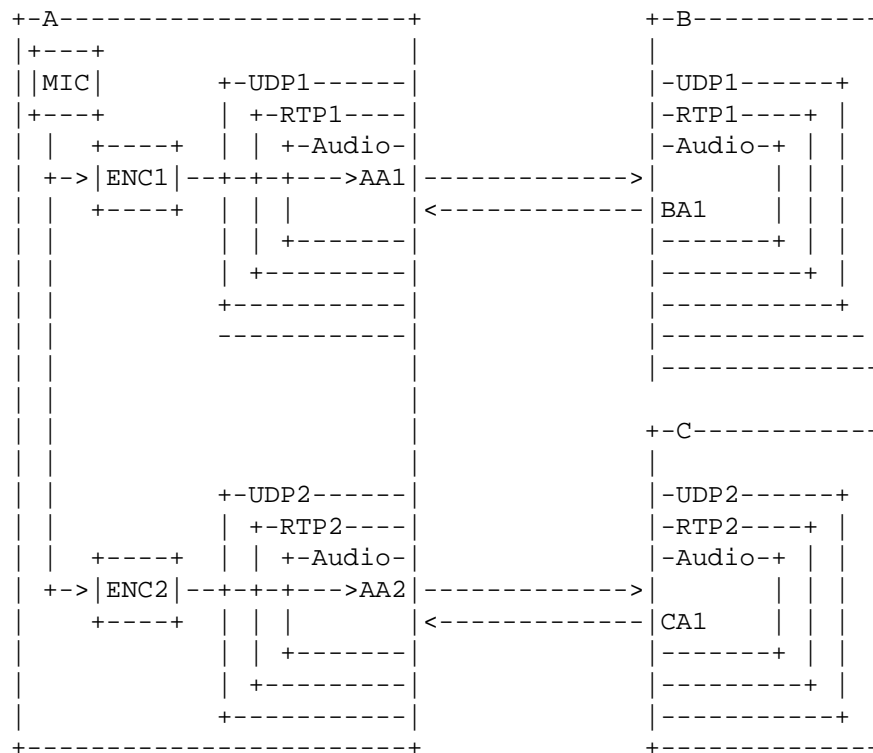 +-A----------------------+               +-B------------
|+----+                  |               |
||MIC|       +-UDP1------|               |-UDP1------+
|+----+      | +-RTP1----|               |-RTP1----+ |
| |  +----+  | | +-Audio-|               |-Audio-+ | |
| +->|ENC1|--+-+-+--->AA1|-------------->|       | | |
| |  +----+  | | |       |<--------------|BA1    | | |
| |          | | +-------|               |-------+ | |
| |          | +---------|               |---------+ |
| |          +-----------|               |-----------+
| |          ------------|               |-------------
| |                      |               |--------------
| |                      |
| |                      |               +-C------------
| |                      |               |
| |          +-UDP2------|               |-UDP2------+
| |          | +-RTP2----|               |-RTP2----+ |
| |  +----+  | | +-Audio-|               |-Audio-+ | |
| +->|ENC2|--+-+-+--->AA2|-------------->|       | | |
|    +----+  | | |       |<--------------|CA1    | | |
|            | | +-------|               |-------+ | |
|            | +---------|               |---------+ |
|            +-----------|               |-----------+
+------------------------+               +--------------